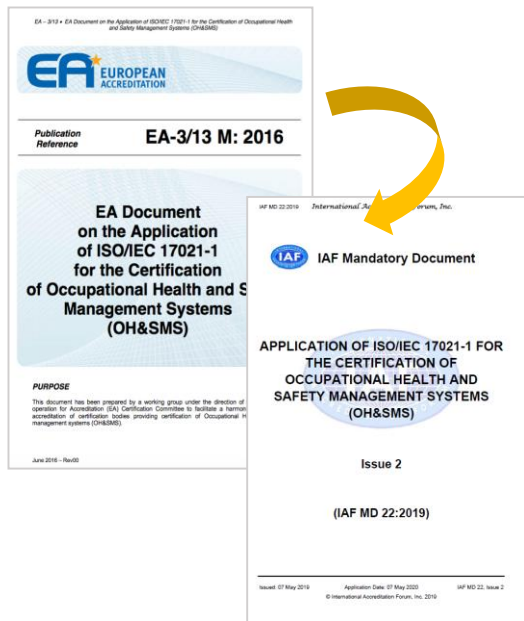 EA – 3/13 • EA Document on the Application of ISO/IEC 17021-1 for the Certification of Occupational Health
and Safety Management Systems (OH&SMS)
EA EUROPEAN
ACCREDITATION
Publication
Reference
EA-3/13 M: 2016
EA Document
on the Application
of ISO/IEC 17021-1
for the Certification
of Occupational Health and S
Management Systems
(OH&SMS)
PURPOSE
This document has been prepared by a working group under the direction of
operation for Accreditation (EA) Certification Committee to facilitate a harmon
accreditation of certification bodies providing certification of Occupational H
management systems (OH&SMS).
June 2016 – Rev00
IAF MD 22:2019 International Ac rum, Inc.
IAF IAF Mandatory Document
APPLICATION OF ISO/IEC 17021-1 FOR
THE CERTIFICATION OF
OCCUPATIONAL HEALTH AND
SAFETY MANAGEMENT SYSTEMS
(OH&SMS)
Issue 2
(IAF MD 22:2019)
Issued: 07 May 2019 Application Date: 07 May 2020 IAF MD 22, Issue 2
© International Accreditation Forum, Inc. 2019